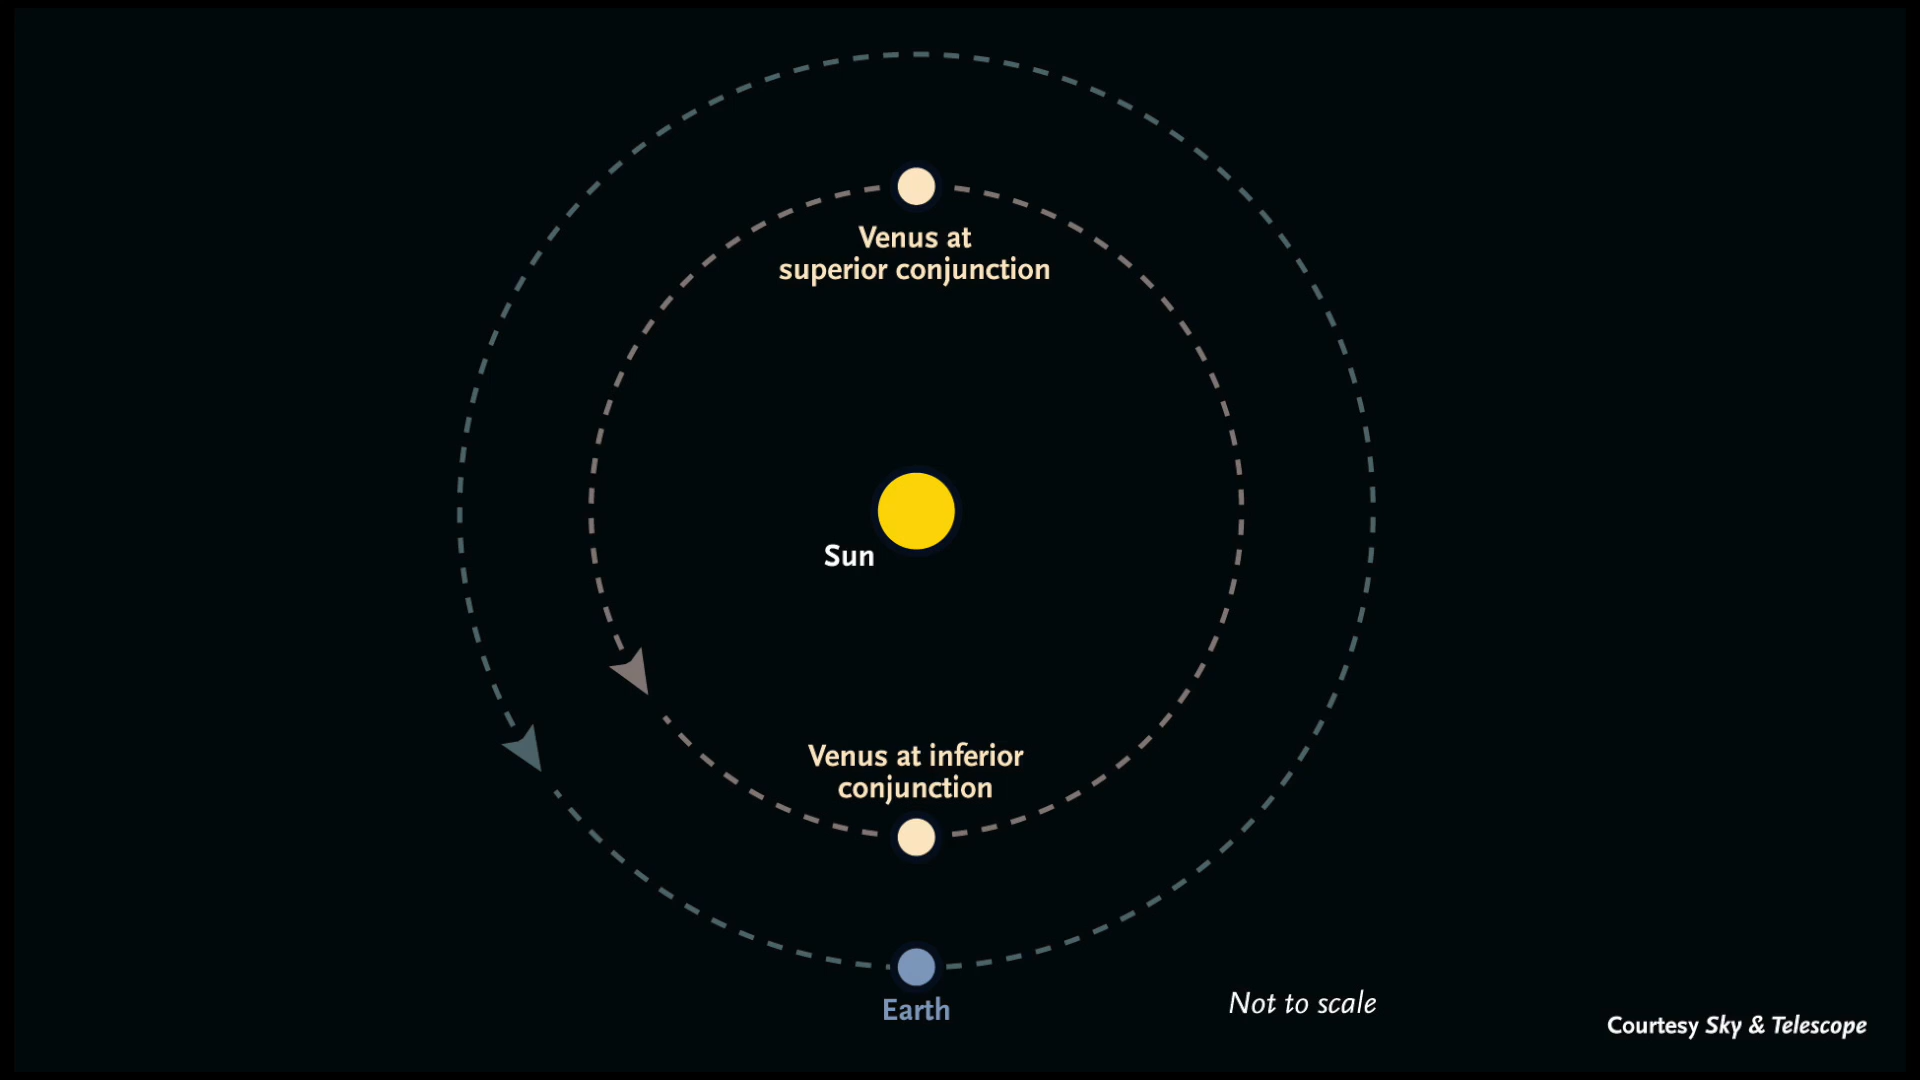 Venus at
superior conjunction
Sun
Venus at inferior
conjunction
Earth
Not to scale
Courtesy Sky & Telescope